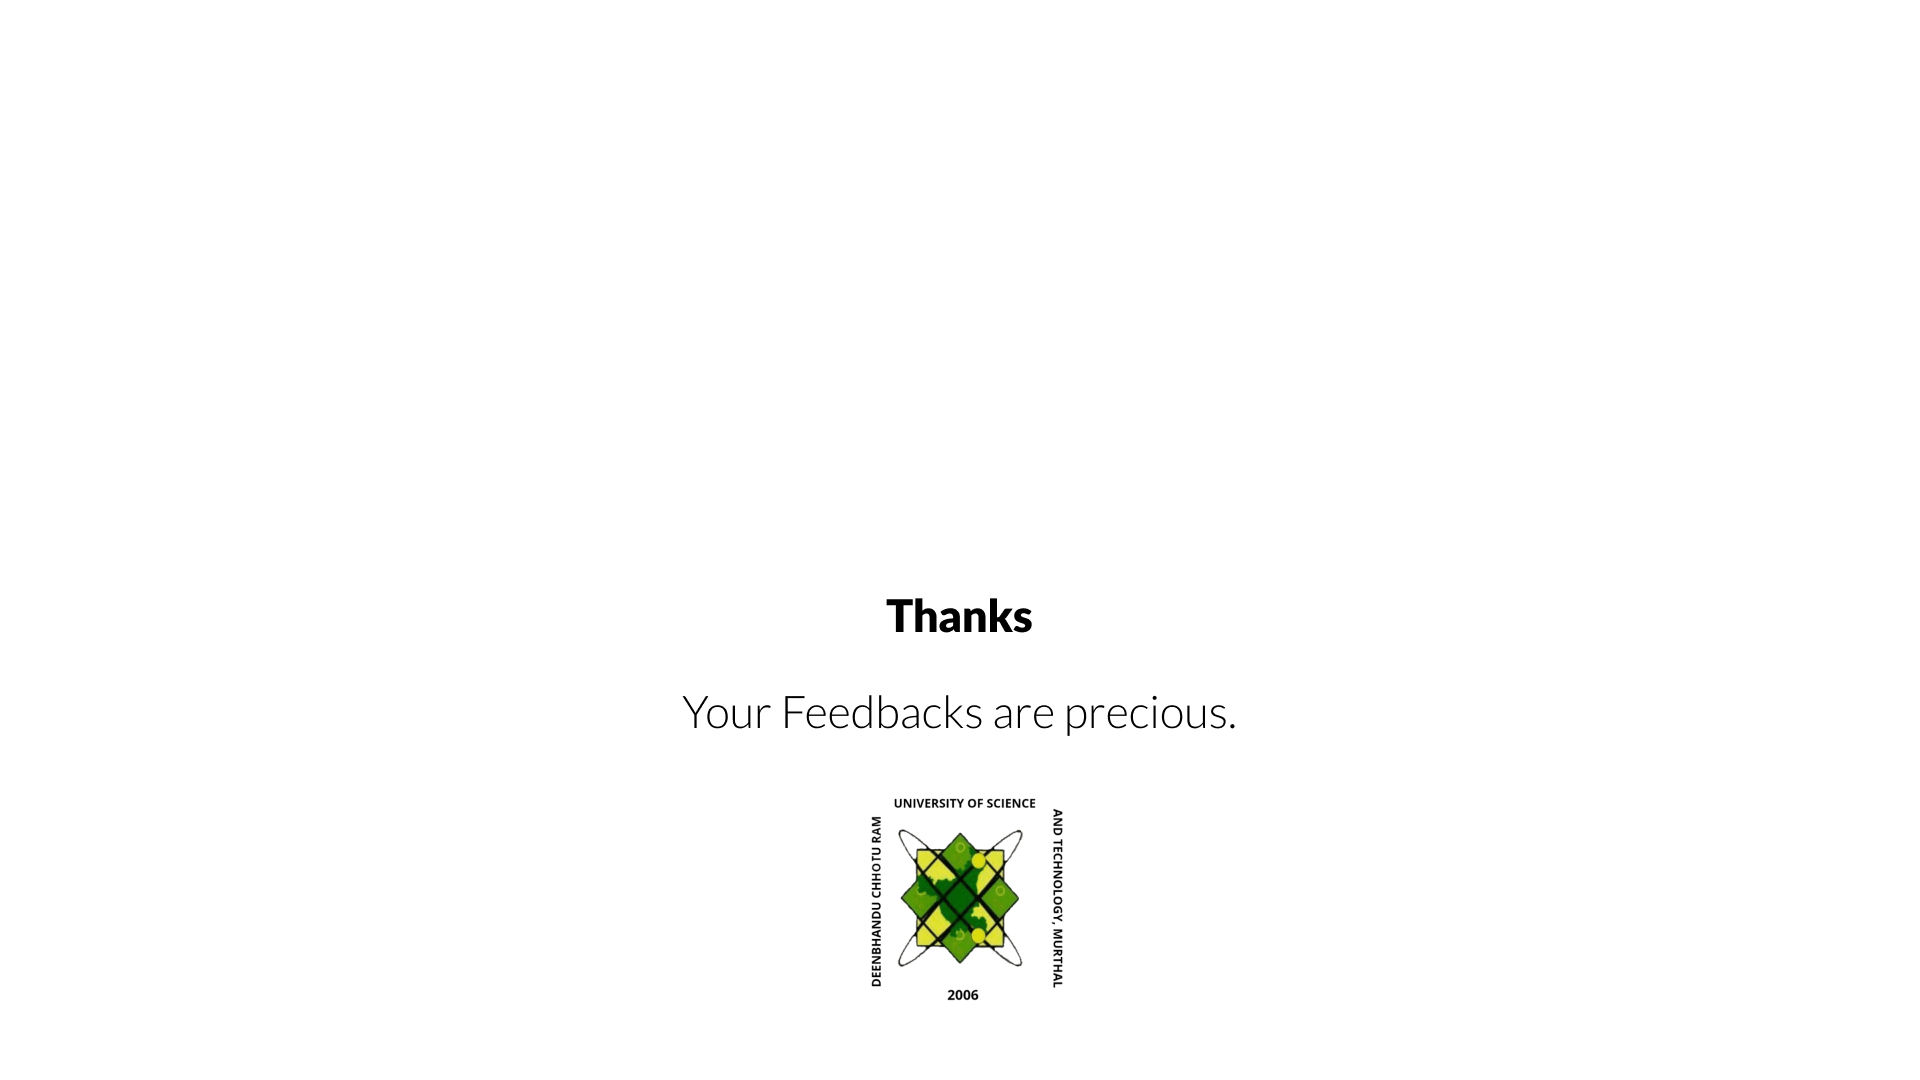 Thanks
Your Feedbacks are precious.
UNIVERSITY OF SCIENCE
DEENBHANDU CHHOTU RAM
AND TECHNOLOGY, MURTHAL
2006